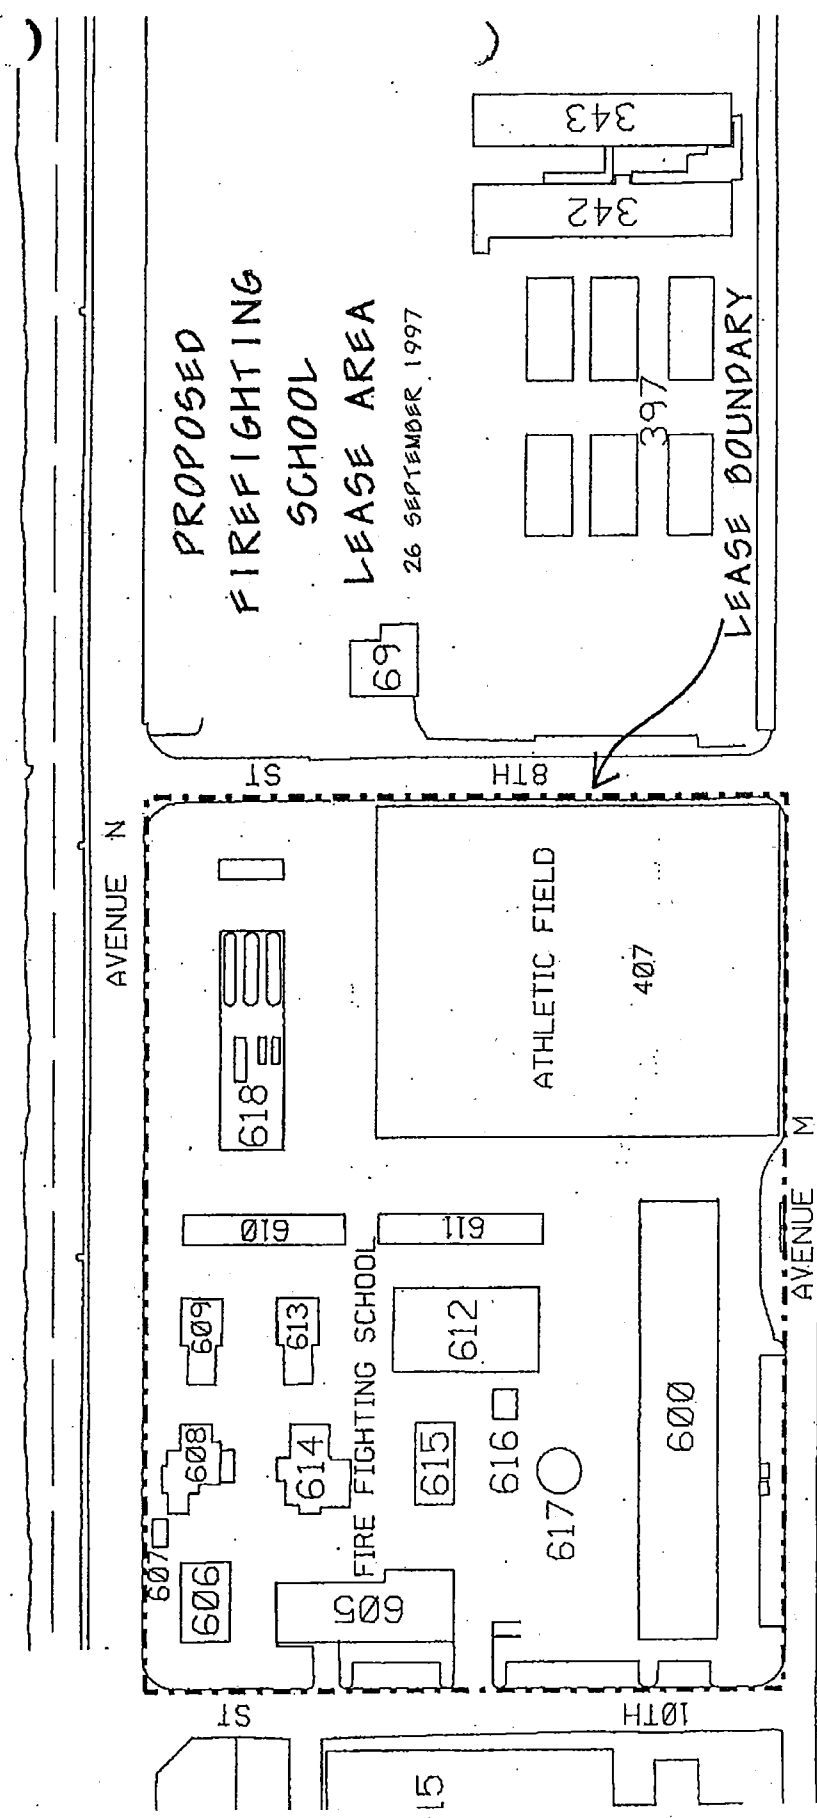 343
342
PROPOSED
FIREFIGHTING
SCHOOL
LEASE AREA
26 SEPTEMBER 1997
397
LEASE BOUNDARY
69
8TH ST
AVENUE N
ATHLETIC FIELD
407
618
AVENUE M
610
611
609
613
612
FIRE FIGHTING SCHOOL
608
614
615
616
617
600
607
606
605
10TH ST